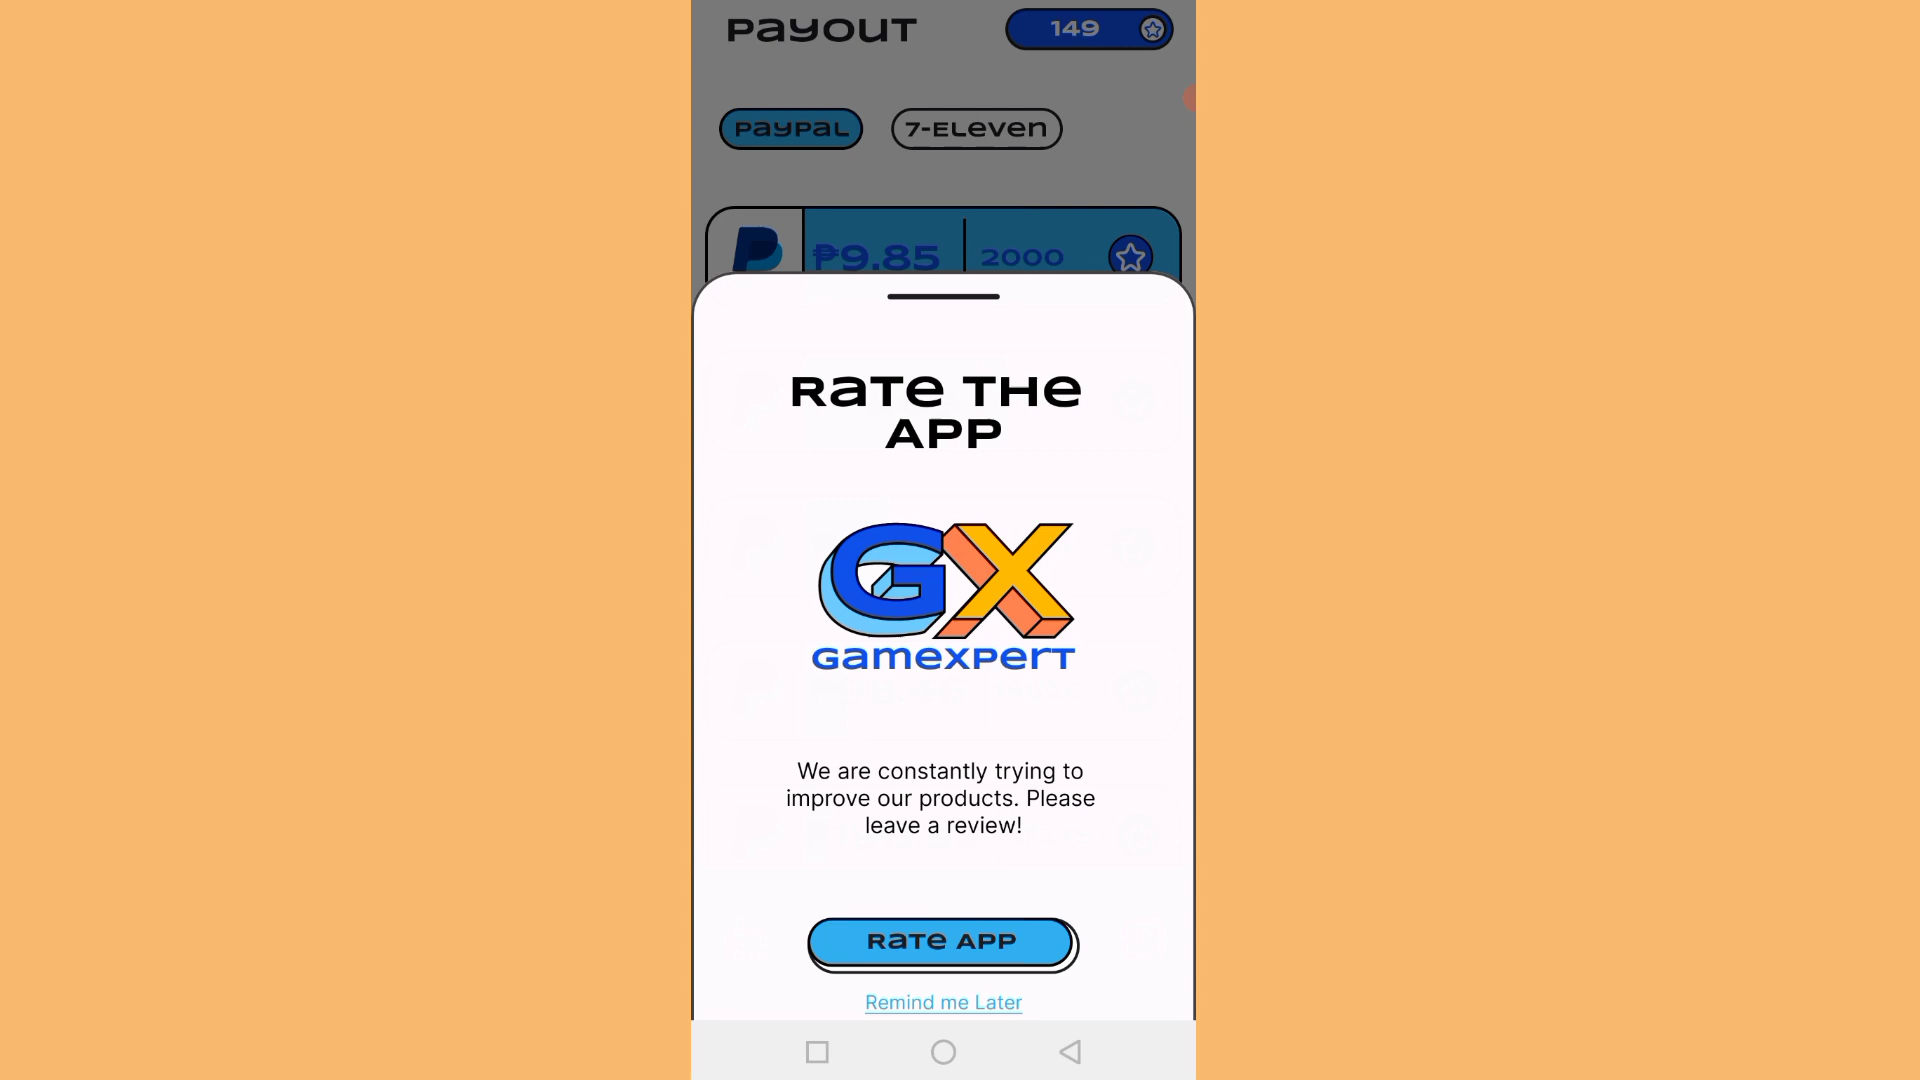 Payout
149
PayPal
7-Eleven
₱9.85
2000
Rate the
App
GX
Gamexpert
We are constantly trying to
improve our products. Please
leave a review!
Rate App
Remind me Later